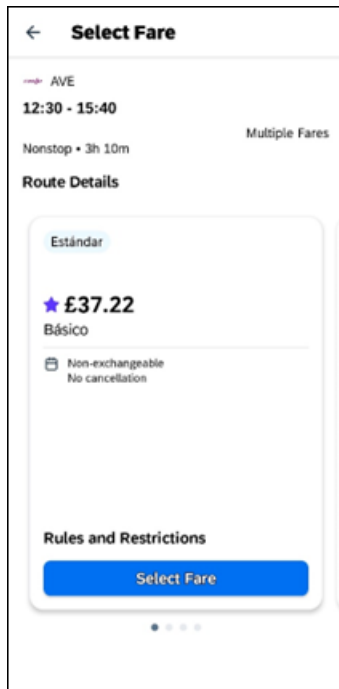 Select Fare
AVE
12:30 - 15:40
Multiple Fares
Nonstop • 3h 10m
Route Details
Estándar
£37.22
Básico
Non-exchangeable
No cancellation
Rules and Restrictions
Select Fare